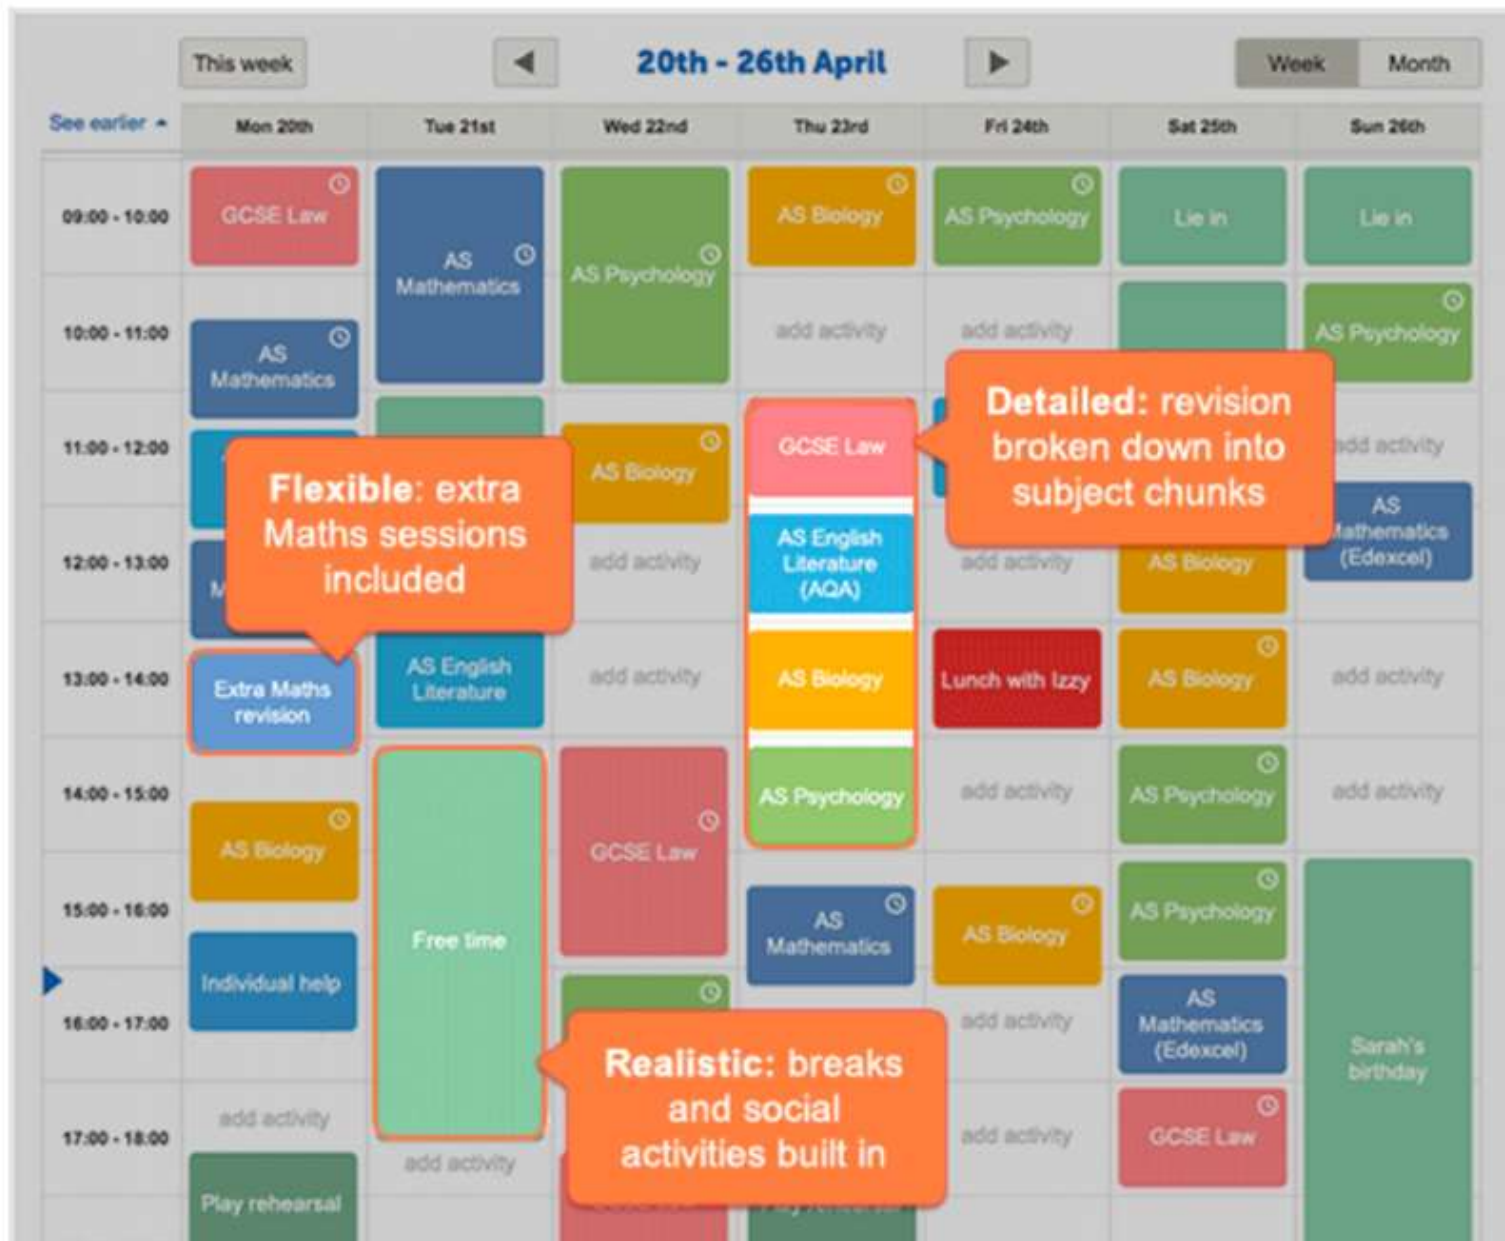 This week
20th - 26th April
Week
Month
See earlier
Mon 20th
Tue 21st
Wed 22nd
Thu 23rd
Fri 24th
Sat 25th
Sun 26th
09:00 - 10:00
GCSE Law
AS
Mathematics
AS Psychology
AS Biology
AS Psychology
Lie in
Lie in
10:00 - 11:00
AS
Mathematics
add activity
add activity
AS Psychology
Detailed: revision
broken down into
subject chunks
11:00 - 12:00
Flexible: extra
Maths sessions
included
AS Biology
GCSE Law
add activity
AS
Mathematics
(Edexcel)
12:00 - 13:00
add activity
AS English
Literature
(AQA)
add activity
AS Biology
13:00 - 14:00
Extra Maths
revision
AS English
Literature
add activity
AS Biology
Lunch with Izzy
AS Biology
add activity
14:00 - 15:00
AS Biology
Free time
GCSE Law
AS Psychology
add activity
AS Psychology
add activity
15:00 - 16:00
Individual help
AS
Mathematics
AS Biology
AS Psychology
16:00 - 17:00
Realistic: breaks
and social
activities built in
add activity
AS
Mathematics
(Edexcel)
Sarah's
birthday
17:00 - 18:00
add activity
add activity
add activity
GCSE Law
Play rehearsal